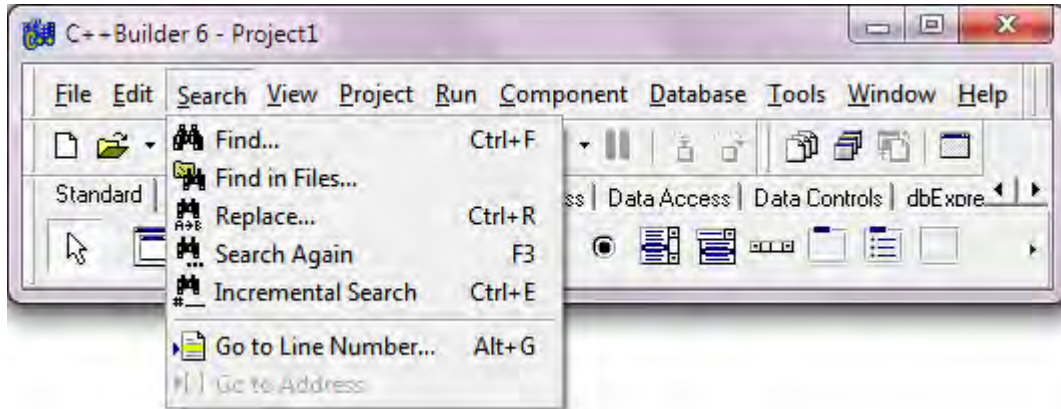 C++Builder 6 - Project1
File Edit Search View Project Run Component Database Tools Window Help
Find... Ctrl+F
Find in Files...
Standard ss Data Access Data Controls dbExpre
Replace... Ctrl+R
Search Again F3
Incremental Search Ctrl+E
Go to Line Number... Alt+G
Go to Address